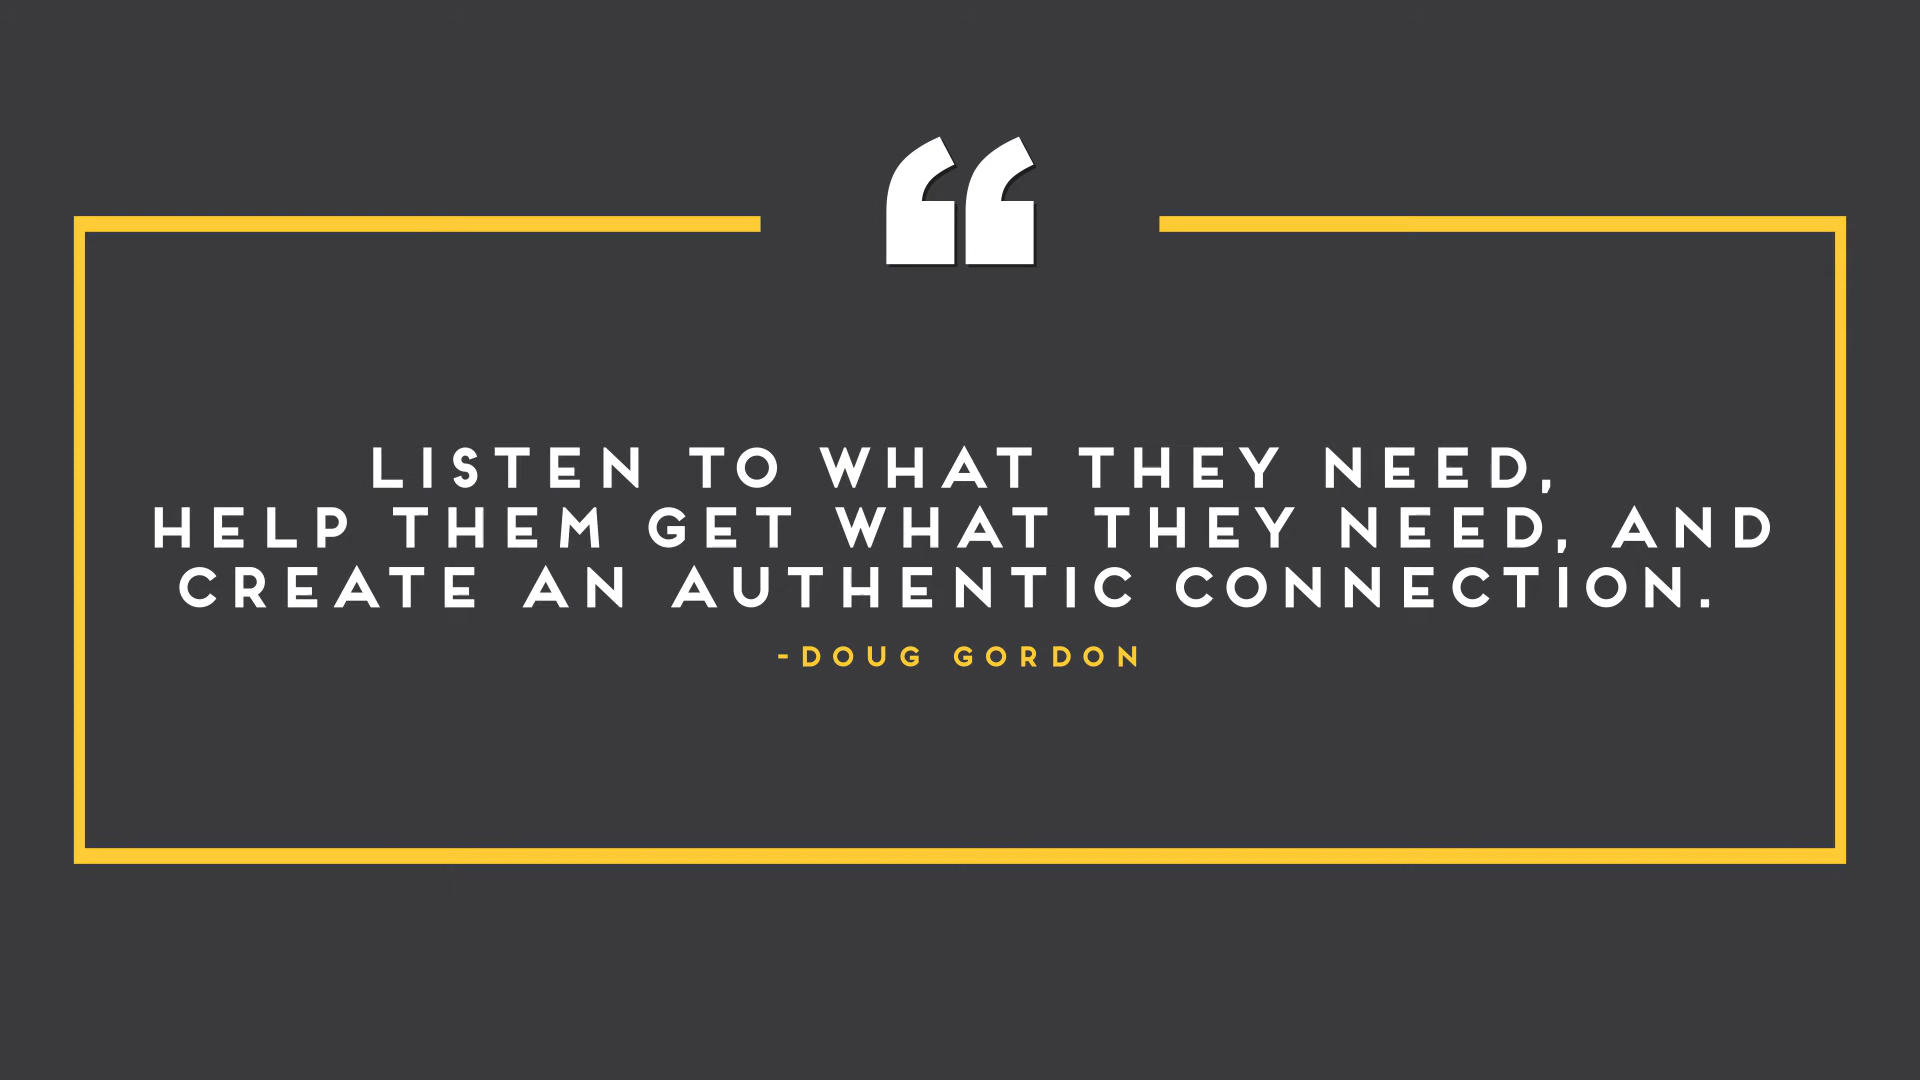 “
LISTEN TO WHAT THEY NEED,
HELP THEM GET WHAT THEY NEED, AND
CREATE AN AUTHENTIC CONNECTION.
-DOUG GORDON